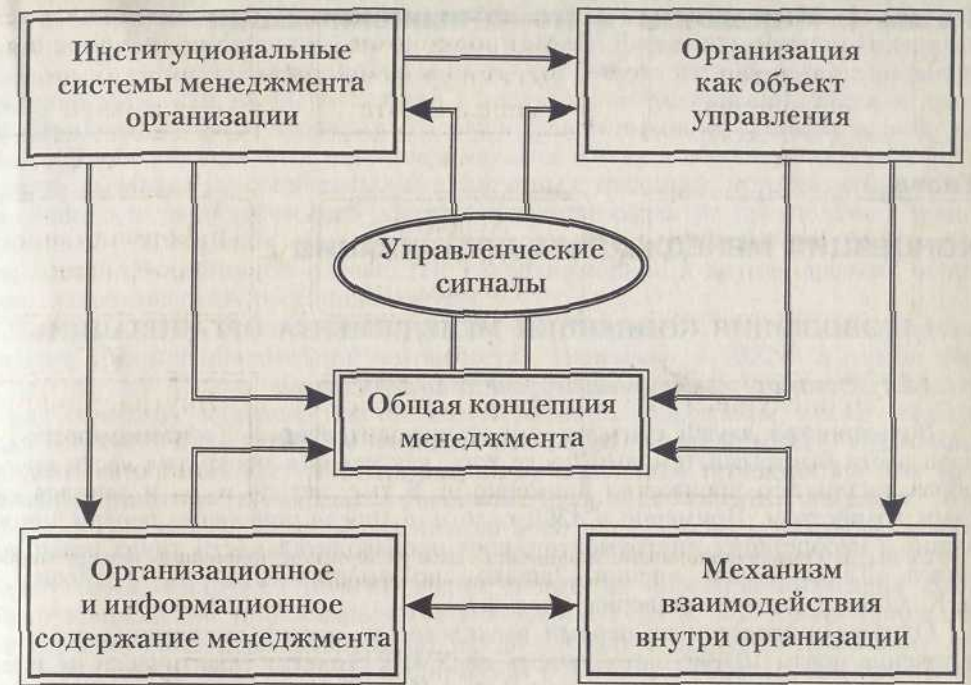 Институциональные
системы менеджмента
организации
Организация
как объект
управления
Управленческие
сигналы
Общая концепция
менеджмента
Организационное
и информационное
содержание менеджмента
Механизм
взаимодействия
внутри организации